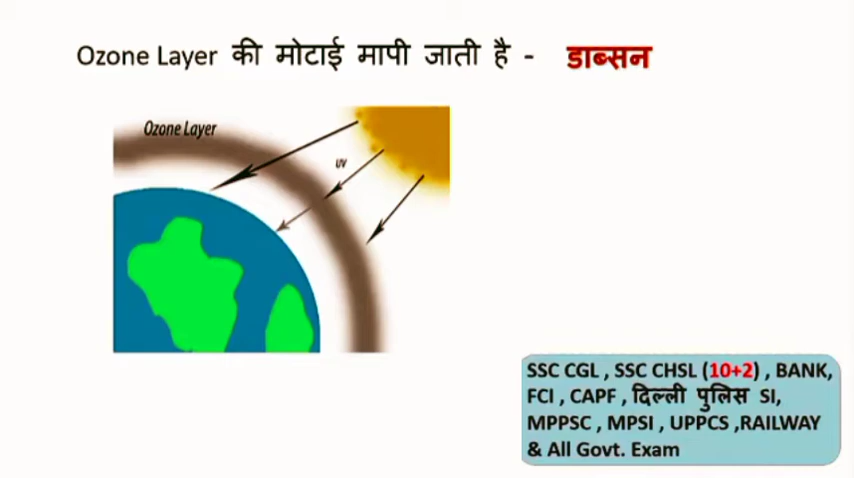 Ozone Layer की मोटाई मापी जाती है - डाब्सन
Ozone Layer
UV
SSC CGL , SSC CHSL (10+2) , BANK,
FCI , CAPF , दिल्ली पुलिस SI,
MPPSC , MPSI , UPPCS ,RAILWAY
& All Govt. Exam